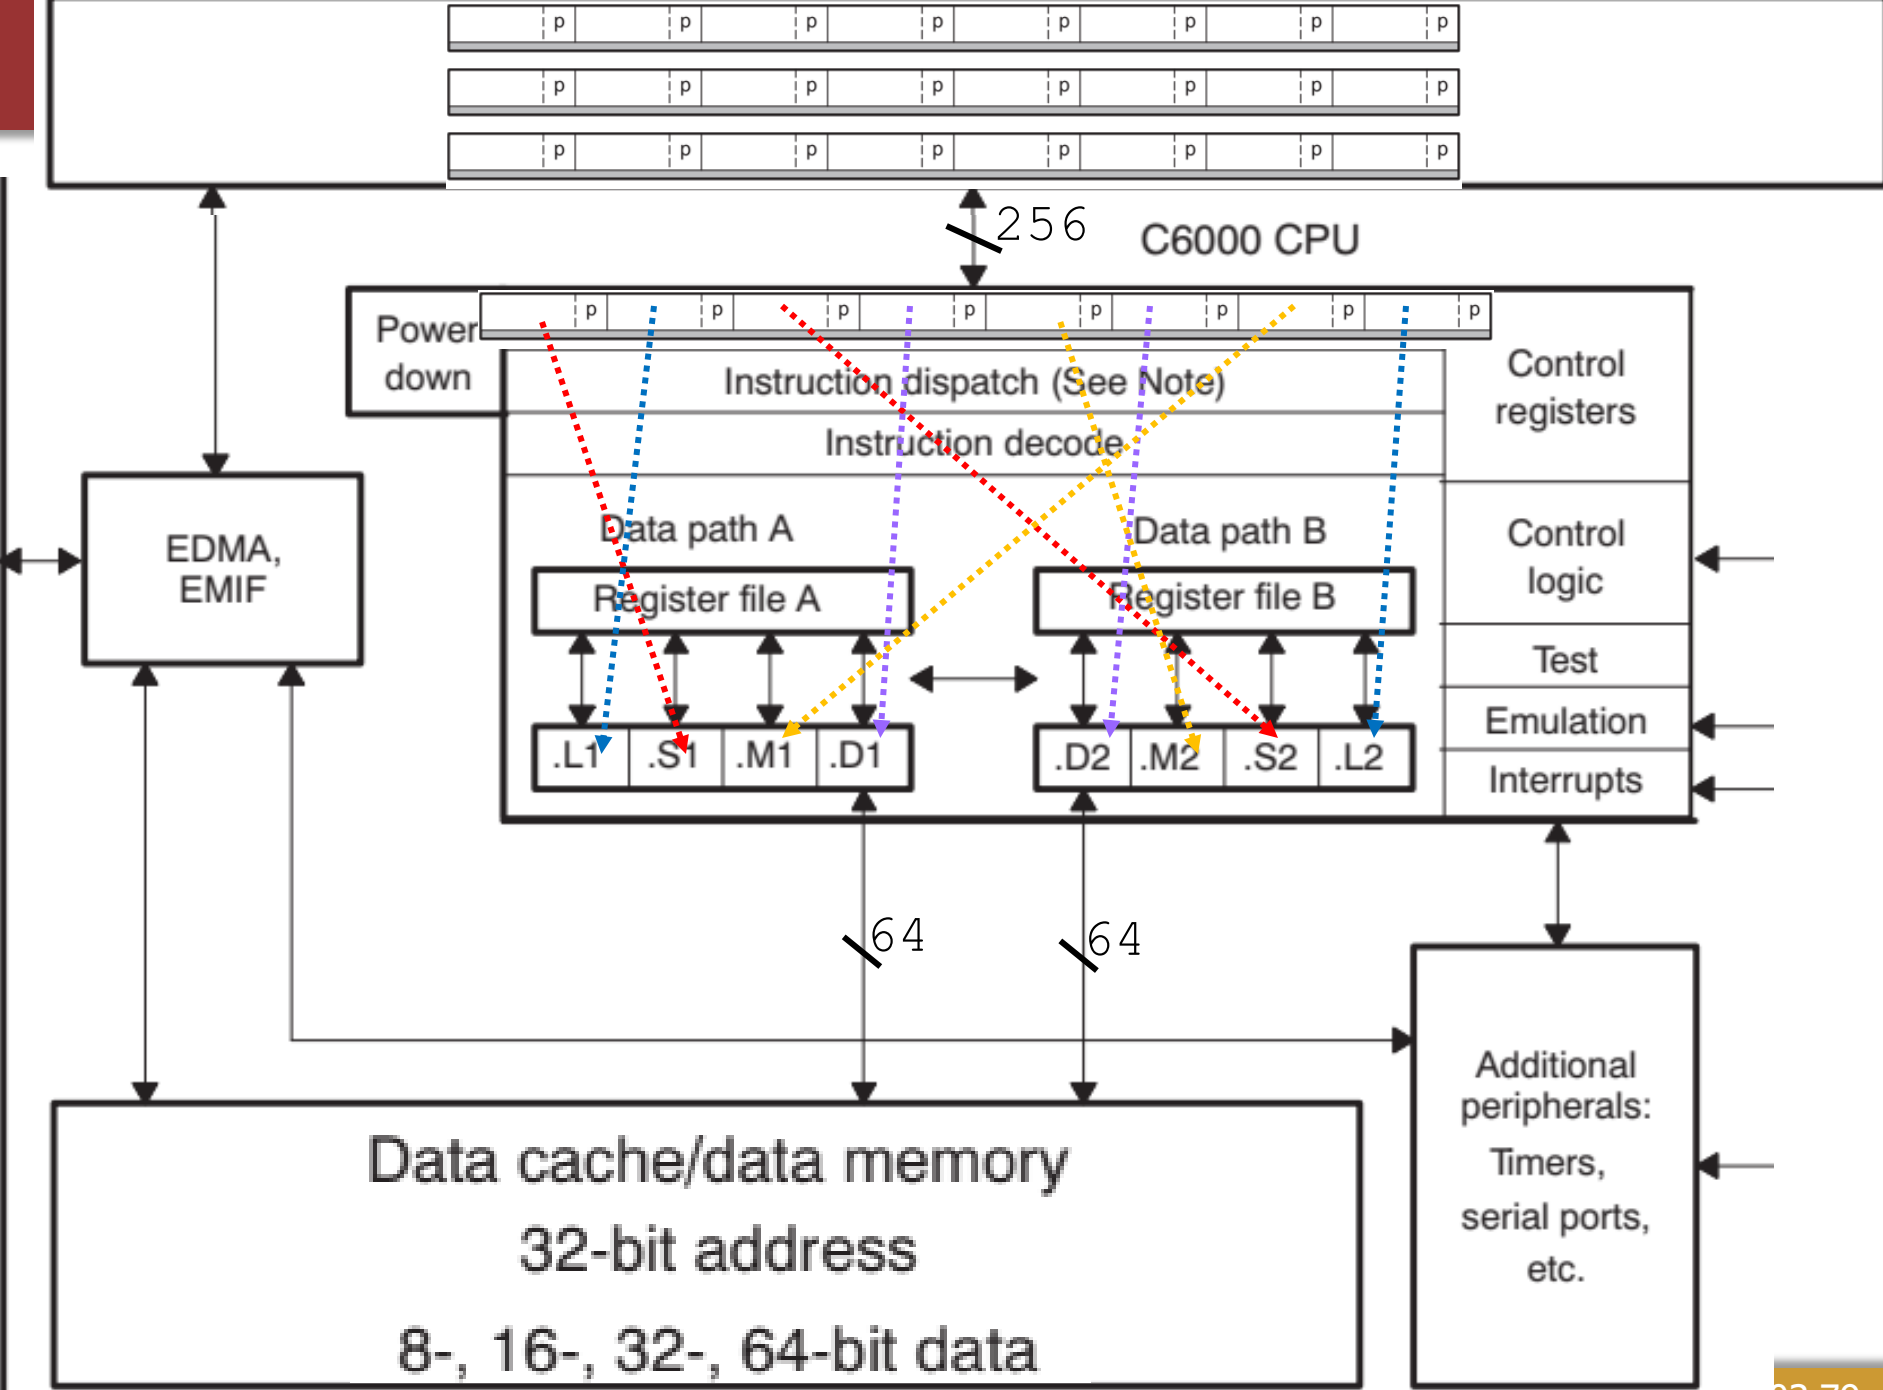 p p p p p p p p
p p p p p p p p
p p p p p p p p
256
C6000 CPU
p p p p p p p p
Power
down
Instruction dispatch (See Note)
Instruction decode
Control
registers
Data path A
Data path B
Control
logic
EDMA,
EMIF
Register file A
Register file B
Test
.L1 .S1 .M1 .D1
.D2 .M2 .S2 .L2
Emulation
Interrupts
64
64
Additional
peripherals:
Timers,
serial ports,
etc.
Data cache/data memory
32-bit address
8-, 16-, 32-, 64-bit data